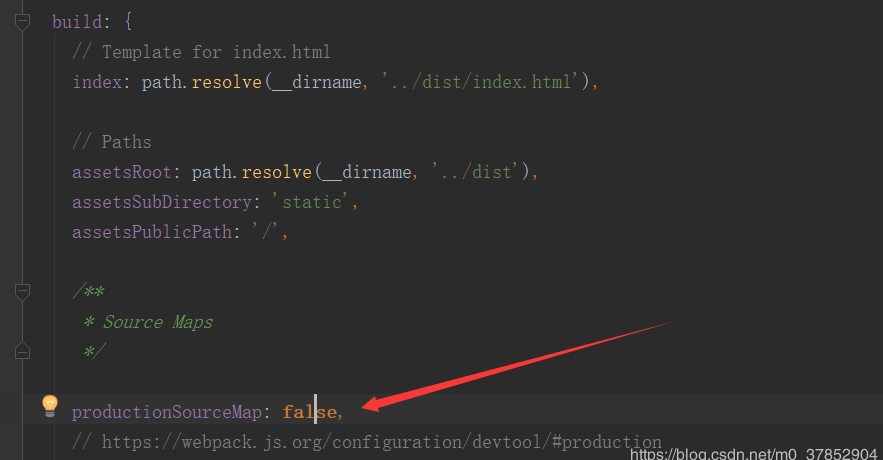 build: {
// Template for index.html
index: path.resolve(__dirname, '../dist/index.html'),
// Paths
assetsRoot: path.resolve(__dirname, '../dist'),
assetsSubDirectory: 'static',
assetsPublicPath: '/',
/**
* Source Maps
*/
productionSourceMap: false,
// https://webpack.js.org/configuration/devtool/#production
https://blog.csdn.net/m0_37852904